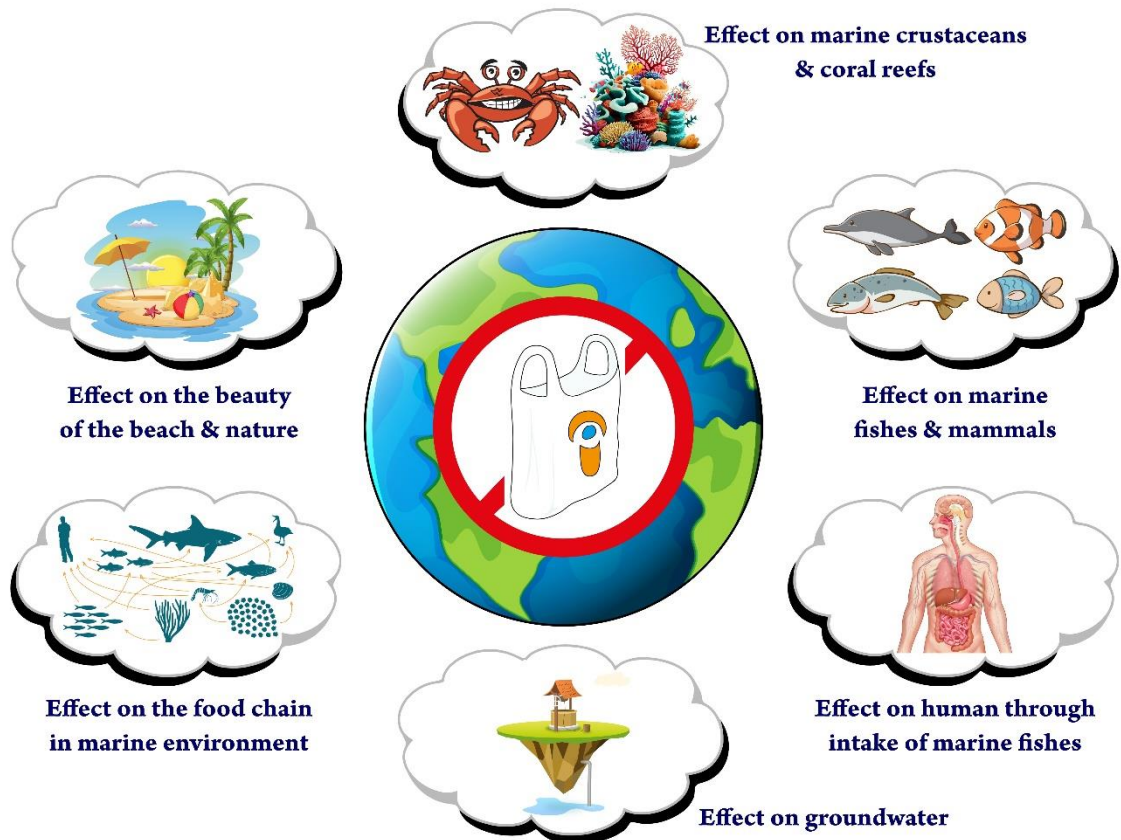 Effect on marine crustaceans
& coral reefs
Effect on the beauty
of the beach & nature
Effect on marine
fishes & mammals
Effect on the food chain
in marine environment
Effect on human through
intake of marine fishes
Effect on groundwater